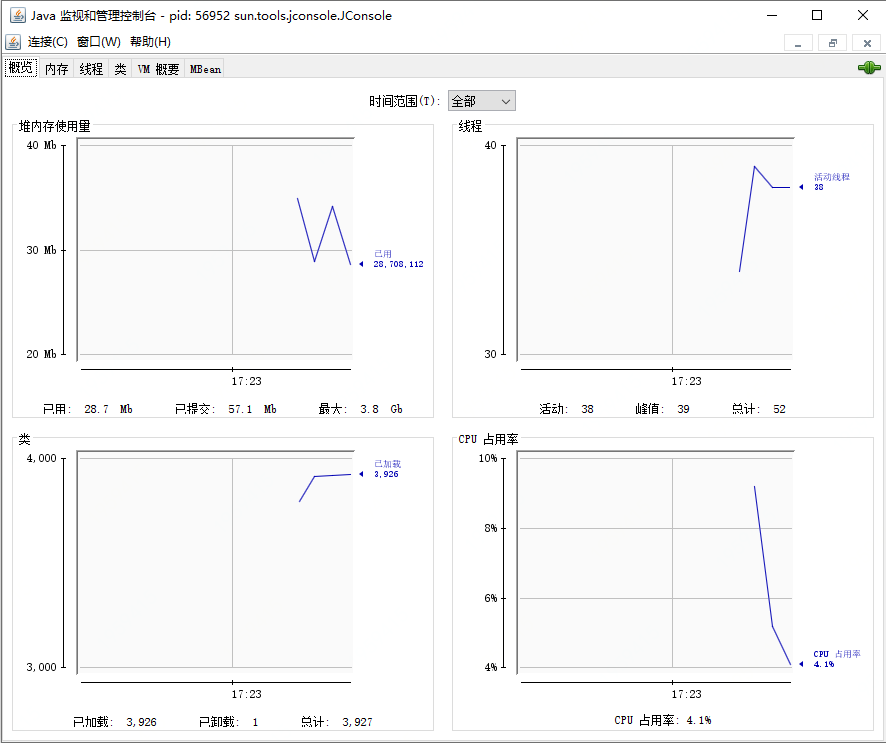 Java 监视和管理控制台 - pid: 56952 sun.tools.jconsole.JConsole
连接(C) 窗口(W) 帮助(H)
概览 内存 线程 类 VM 概要 MBean
时间范围(T): 全部
堆内存使用量
40 Mb
30 Mb
20 Mb
已用
28,708,112
17:23
已用: 28.7 Mb 已提交: 57.1 Mb 最大: 3.8 Gb
线程
40
30
活动线程
38
17:23
活动: 38 峰值: 39 总计: 52
类
4,000
3,000
已加载
3,926
17:23
已加载: 3,926 已卸载: 1 总计: 3,927
CPU 占用率
10%
8%
6%
4%
CPU 占用率
4.1%
17:23
CPU 占用率: 4.1%